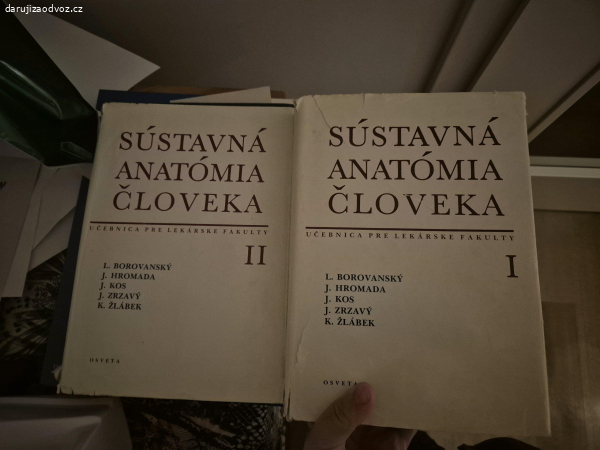 darujizaodvoz.cz
SÚSTAVNÁ
ANATÓMIA
ČLOVEKA
UČEBNICA PRE LEKÁRSKE FAKULTY
II
L. BOROVANSKÝ
J. HROMADA
J. KOS
J. ZRZAVÝ
K. ŽLÁBEK
OSVETA
SÚSTAVNÁ
ANATÓMIA
ČLOVEKA
UČEBNICA PRE LEKÁRSKE FAKULTY
I
L. BOROVANSKÝ
J. HROMADA
J. KOS
J. ZRZAVÝ
K. ŽLÁBEK
OSVETA